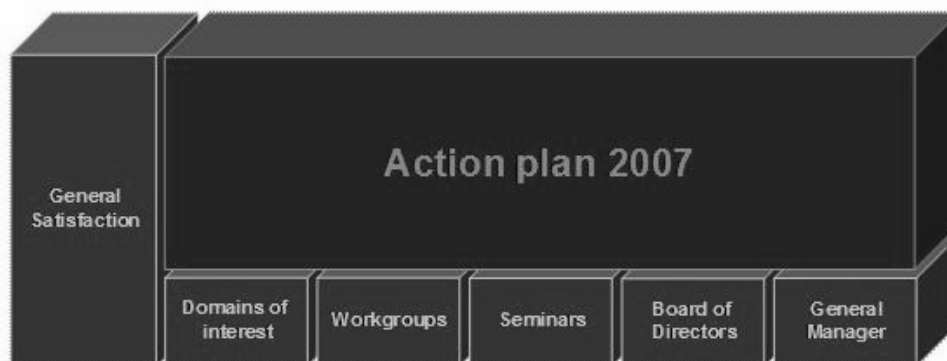 General
Satisfaction
Action plan 2007
Domains of
interest
Workgroups
Seminars
Board of
Directors
General
Manager